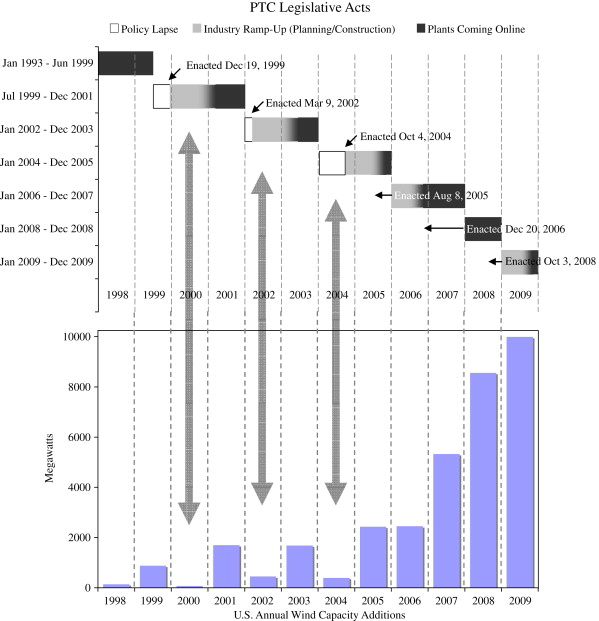 PTC Legislative Acts
Policy Lapse Industry Ramp-Up (Planning/Construction) Plants Coming Online
Jan 1993 - Jun 1999
Enacted Dec 19, 1999
Jul 1999 - Dec 2001
Enacted Mar 9, 2002
Jan 2002 - Dec 2003
Enacted Oct 4, 2004
Jan 2004 - Dec 2005
Jan 2006 - Dec 2007 Enacted Aug 8, 2005
Jan 2008 - Dec 2008 Enacted Dec 20, 2006
Jan 2009 - Dec 2009 Enacted Oct 3, 2008
1998 1999 2000 2001 2002 2003 2004 2005 2006 2007 2008 2009
10000
8000
6000
Megawatts
4000
2000
0
1998 1999 2000 2001 2002 2003 2004 2005 2006 2007 2008 2009
U.S. Annual Wind Capacity Additions